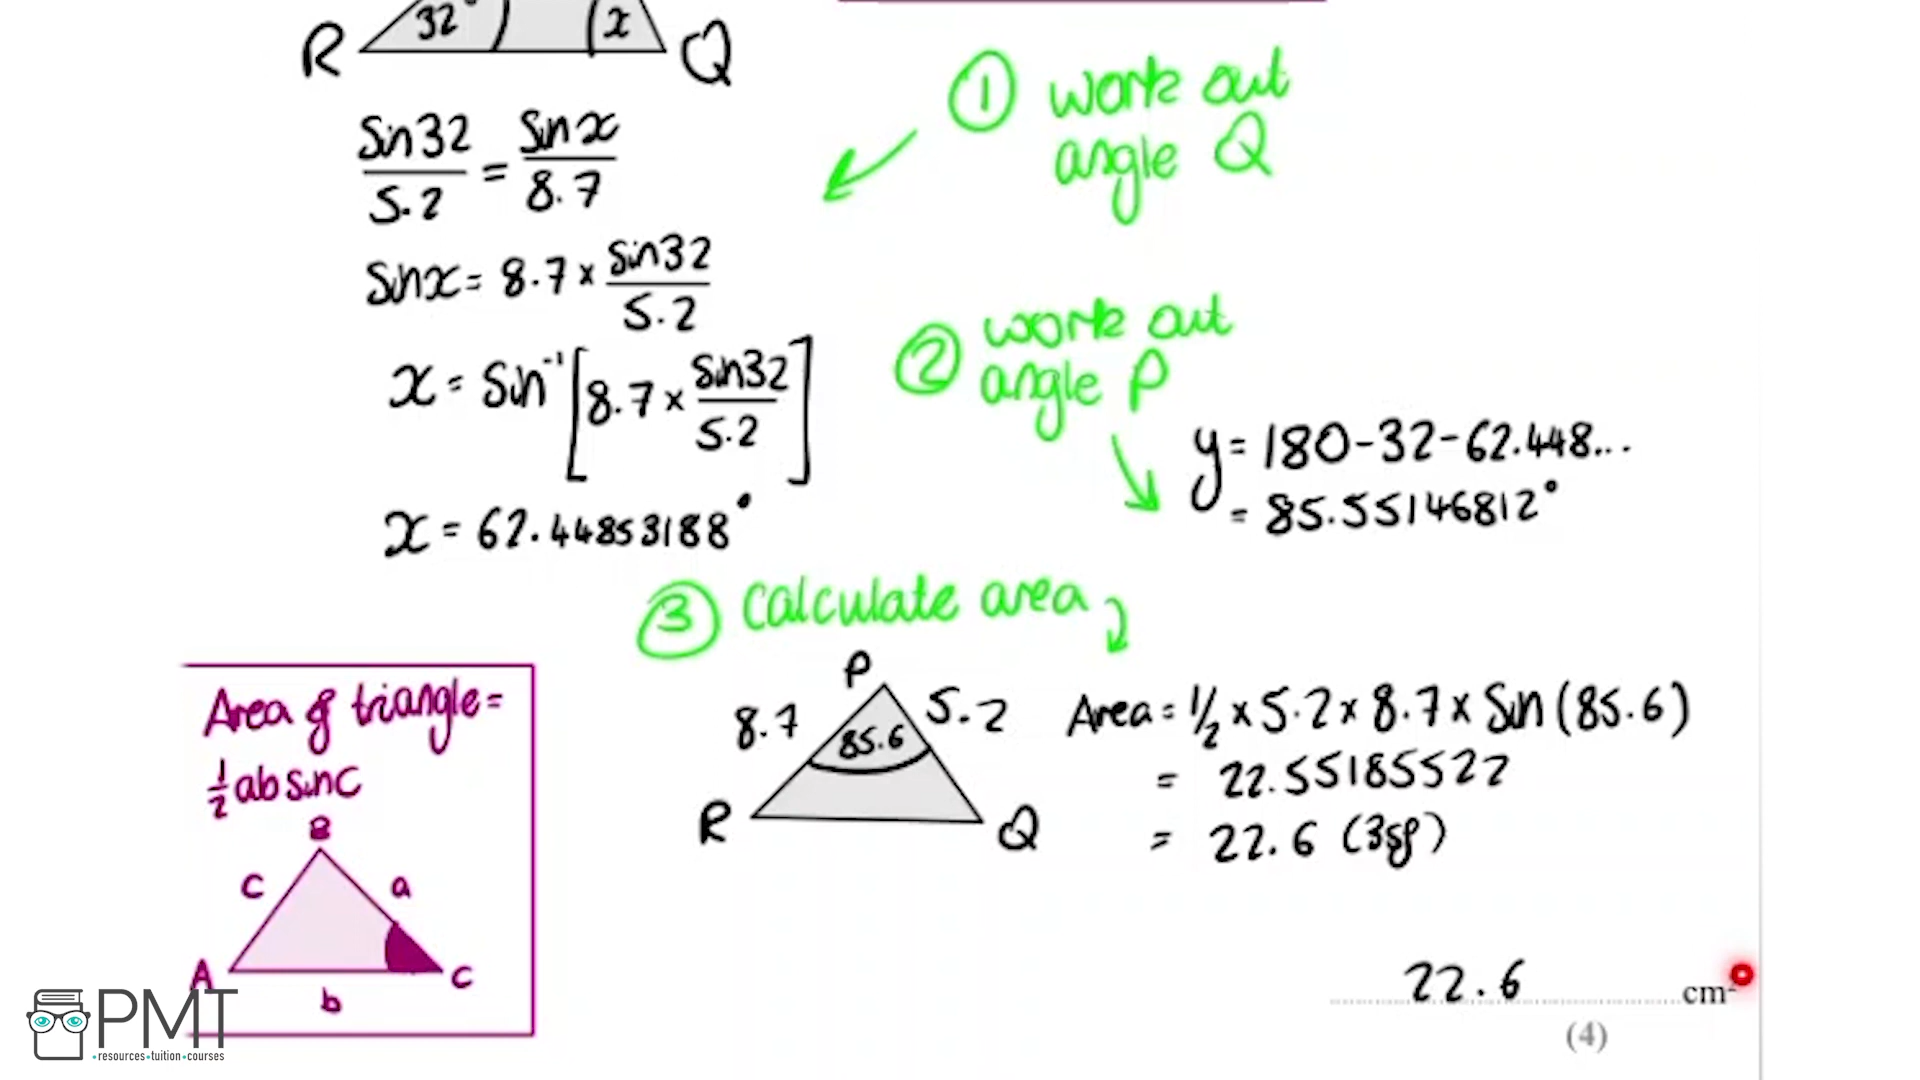 32°
x
R
Q
① work out
angle Q
sin32/5.2 = sinx/8.7
sinx = 8.7 × sin32/5.2
x = sin⁻¹[8.7 × sin32/5.2]
x = 62.44853188°
② work out
angle P
y = 180-32-62.448...
= 85.55146812°
③ calculate area
P
8.7
5.2
85.6
R
Q
Area = ½ × 5.2 × 8.7 × sin(85.6)
= 22.55185522
= 22.6 (3sf)
Area of triangle =
½ab sinC
B
c
a
A
b
C
22.6 cm²
(4)
PMT
•resources•tuition•courses